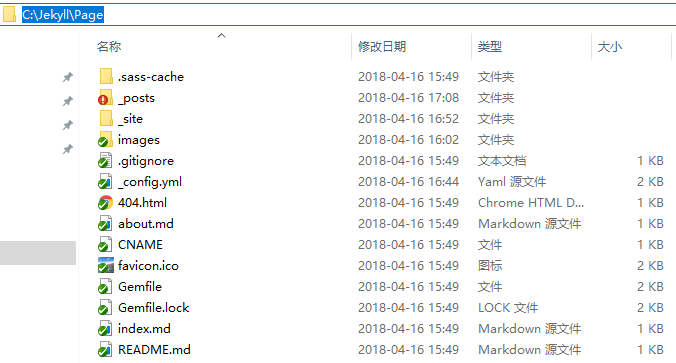 C:\Jekyll\Page
名称 修改日期 类型 大小
.sass-cache 2018-04-16 15:49 文件夹
_posts 2018-04-16 17:08 文件夹
_site 2018-04-16 16:52 文件夹
images 2018-04-16 16:02 文件夹
.gitignore 2018-04-16 15:49 文本文档 1 KB
_config.yml 2018-04-16 16:44 Yaml 源文件 2 KB
404.html 2018-04-16 15:49 Chrome HTML D... 1 KB
about.md 2018-04-16 15:49 Markdown 源文件 1 KB
CNAME 2018-04-16 15:49 文件 1 KB
favicon.ico 2018-04-16 15:49 图标 2 KB
Gemfile 2018-04-16 15:49 文件 2 KB
Gemfile.lock 2018-04-16 15:49 LOCK 文件 2 KB
index.md 2018-04-16 15:49 Markdown 源文件 1 KB
README.md 2018-04-16 15:49 Markdown 源文件 1 KB